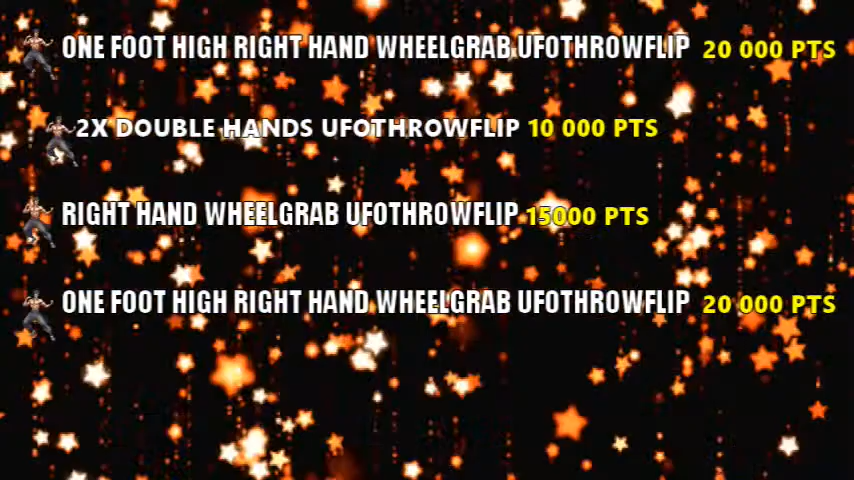 ONE FOOT HIGH RIGHT HAND WHEELGRAB UFOTHROWFLIP 20 000 PTS
2X DOUBLE HANDS UFOTHROWFLIP 10 000 PTS
RIGHT HAND WHEELGRAB UFOTHROWFLIP 15000 PTS
ONE FOOT HIGH RIGHT HAND WHEELGRAB UFOTHROWFLIP 20 000 PTS